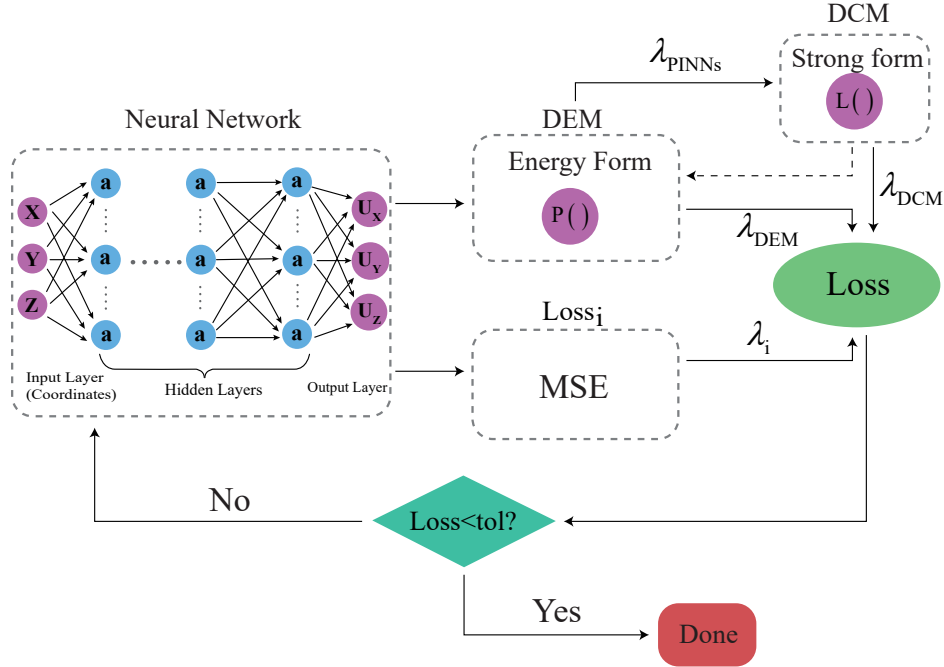 DCM
Strong form
L( )
λPINNs
DEM
Energy Form
P( )
λDCM
λDEM
Loss
Neural Network
a a a
X UX
Y a a a UY
Z UZ
a a a
Input Layer
(Coordinates)
Hidden Layers
Output Layer
Lossi
MSE
λi
No
Loss<tol?
Yes
Done